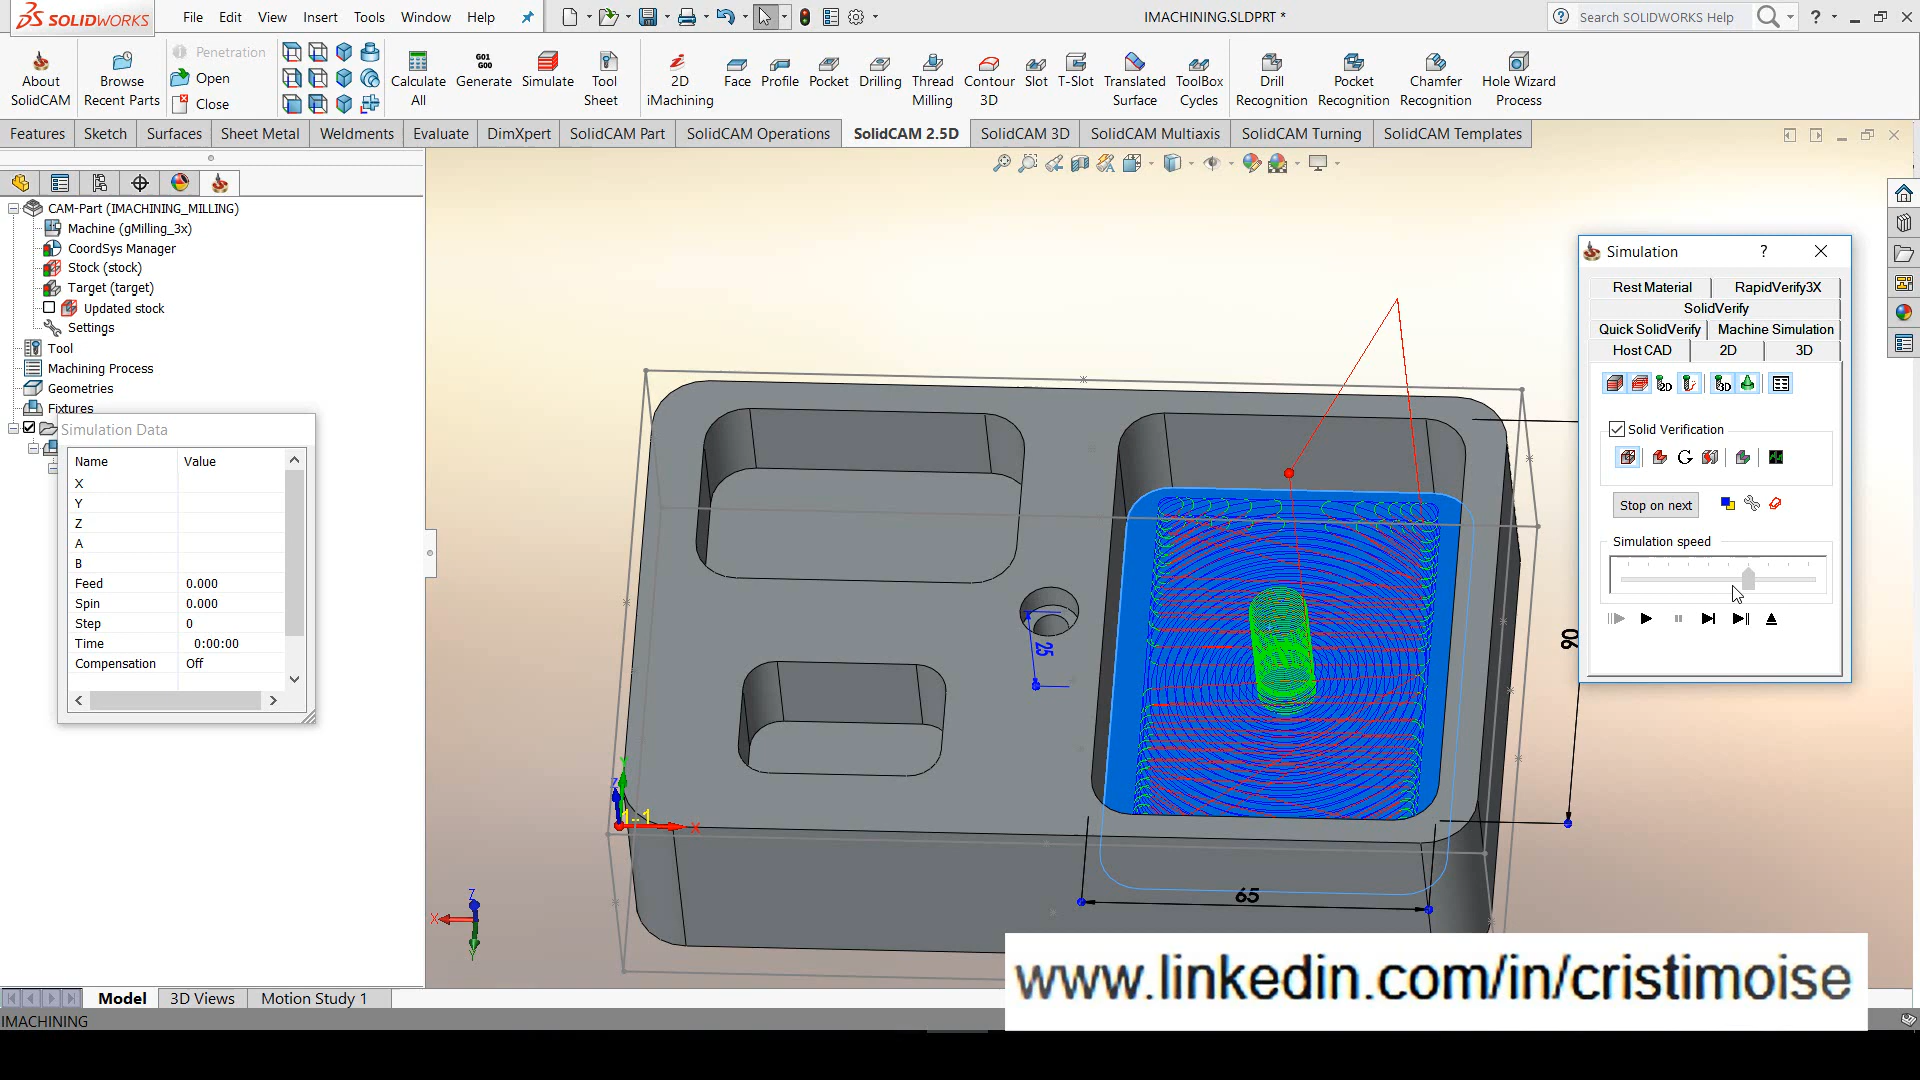 SOLIDWORKS File Edit View Insert Tools Window Help IMACHINING.SLDPRT * Search SOLIDWORKS Help ?
About SolidCAM
Browse Recent Parts
Penetration
Open
Close
Calculate All
G01 G00
Generate
Simulate
Tool Sheet
2D iMachining
Face
Profile
Pocket
Drilling
Thread Milling
Contour 3D
Slot
T-Slot
Translated Surface
ToolBox Cycles
Drill Recognition
Pocket Recognition
Chamfer Recognition
Hole Wizard Process
Features Sketch Surfaces Sheet Metal Weldments Evaluate DimXpert SolidCAM Part SolidCAM Operations SolidCAM 2.5D SolidCAM 3D SolidCAM Multiaxis SolidCAM Turning SolidCAM Templates
CAM-Part (IMACHINING_MILLING)
Machine (gMilling_3x)
CoordSys Manager
Stock (stock)
Target (target)
Updated stock
Settings
Tool
Machining Process
Geometries
Fixtures
Simulation Data
Name Value
X
Y
Z
A
B
Feed 0.000
Spin 0.000
Step 0
Time 0:00:00
Compensation Off
Simulation ?
Rest Material RapidVerify3X
SolidVerify
Quick SolidVerify Machine Simulation
Host CAD 2D 3D
2D 3D
Solid Verification
Stop on next
Simulation speed
25
90
65
Y
Z
1-1
X
Z
X
Y
www.linkedin.com/in/cristimoise
Model 3D Views Motion Study 1
IMACHINING